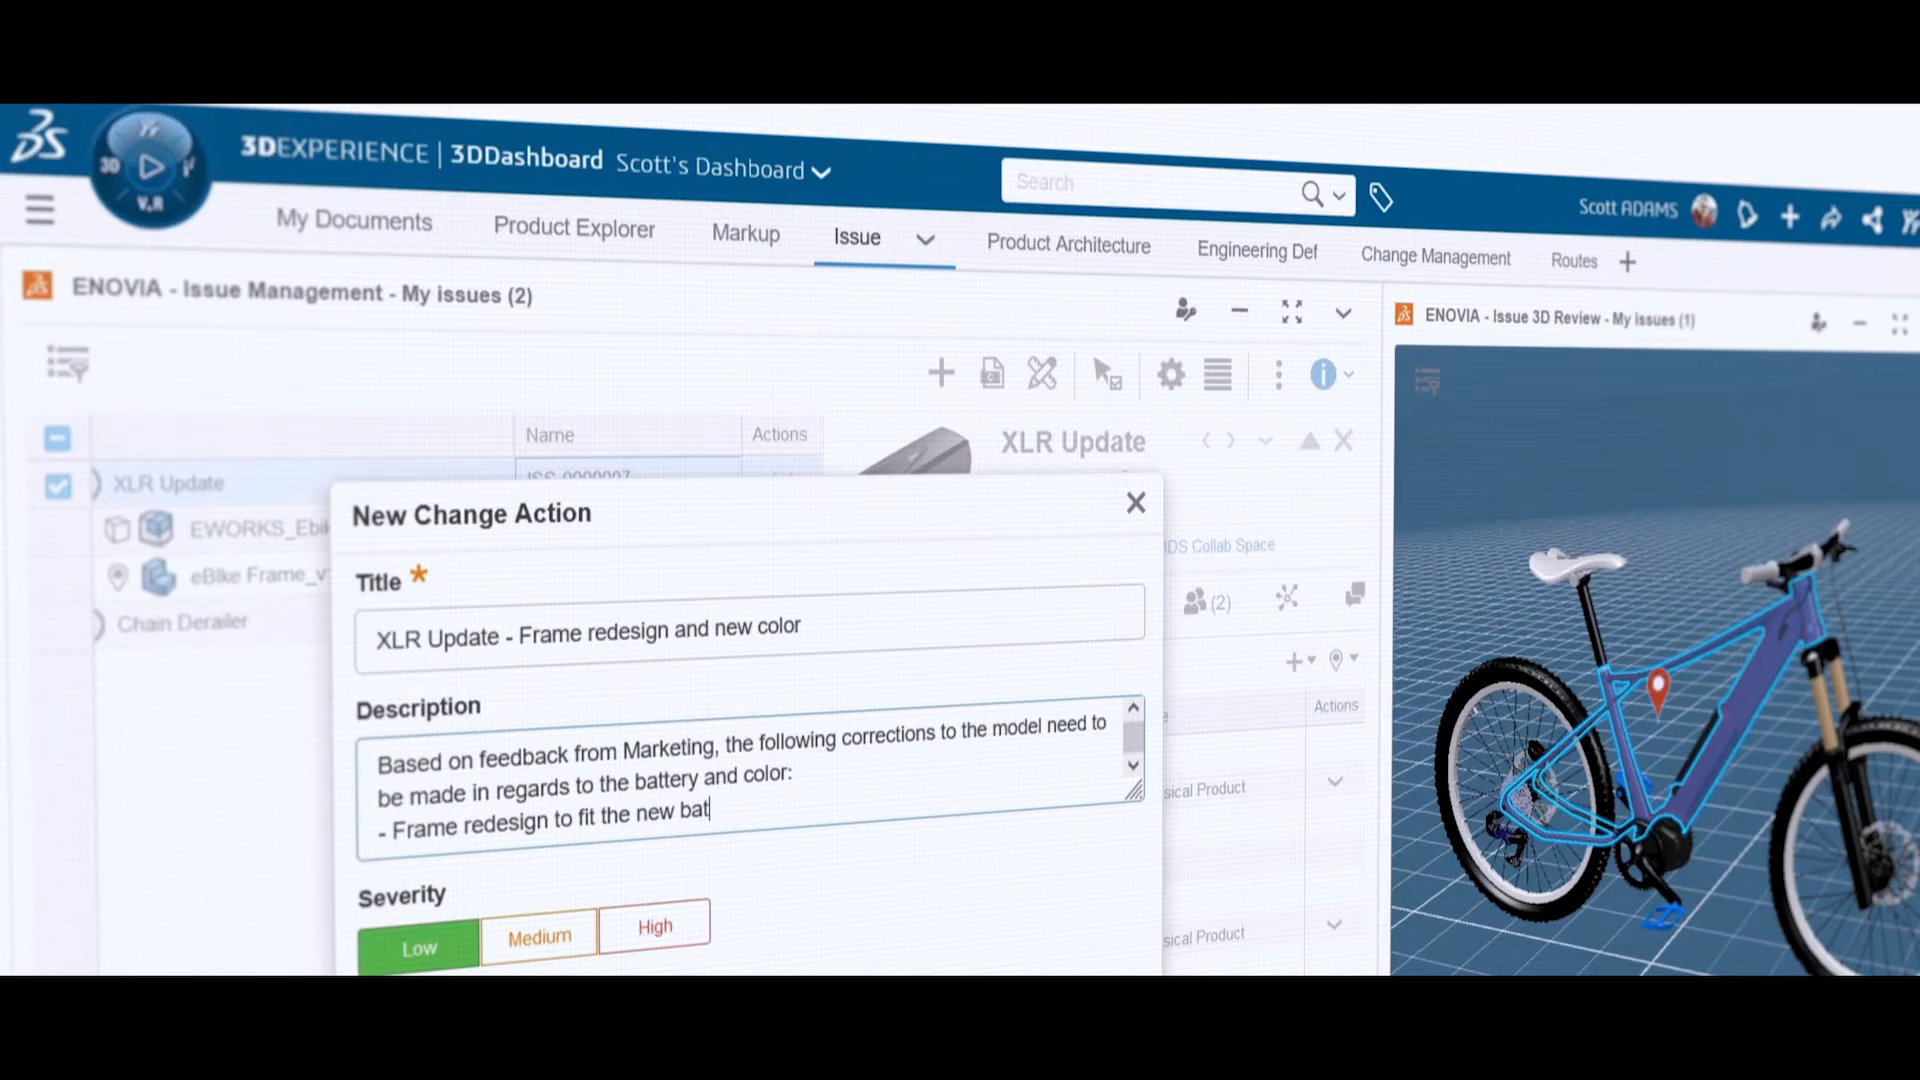 3DEXPERIENCE | 3DDashboard Scott's Dashboard
Search
Scott ADAMS
3D
V.R
My Documents
Product Explorer
Markup
Issue
Product Architecture
Engineering Def
Change Management
Routes
ENOVIA - Issue Management - My issues (2)
ENOVIA - Issue 3D Review - My issues (1)
Name
Actions
XLR Update
XLR Update
ISS-0000007
EWORKS_Ebik
eBike Frame_v
Chain Derailer
New Change Action
Title *
XLR Update - Frame redesign and new color
Description
Based on feedback from Marketing, the following corrections to the model need to
be made in regards to the battery and color:
- Frame redesign to fit the new bat
Severity
Low
Medium
High
3DS Collab Space
(2)
Actions
sical Product
sical Product